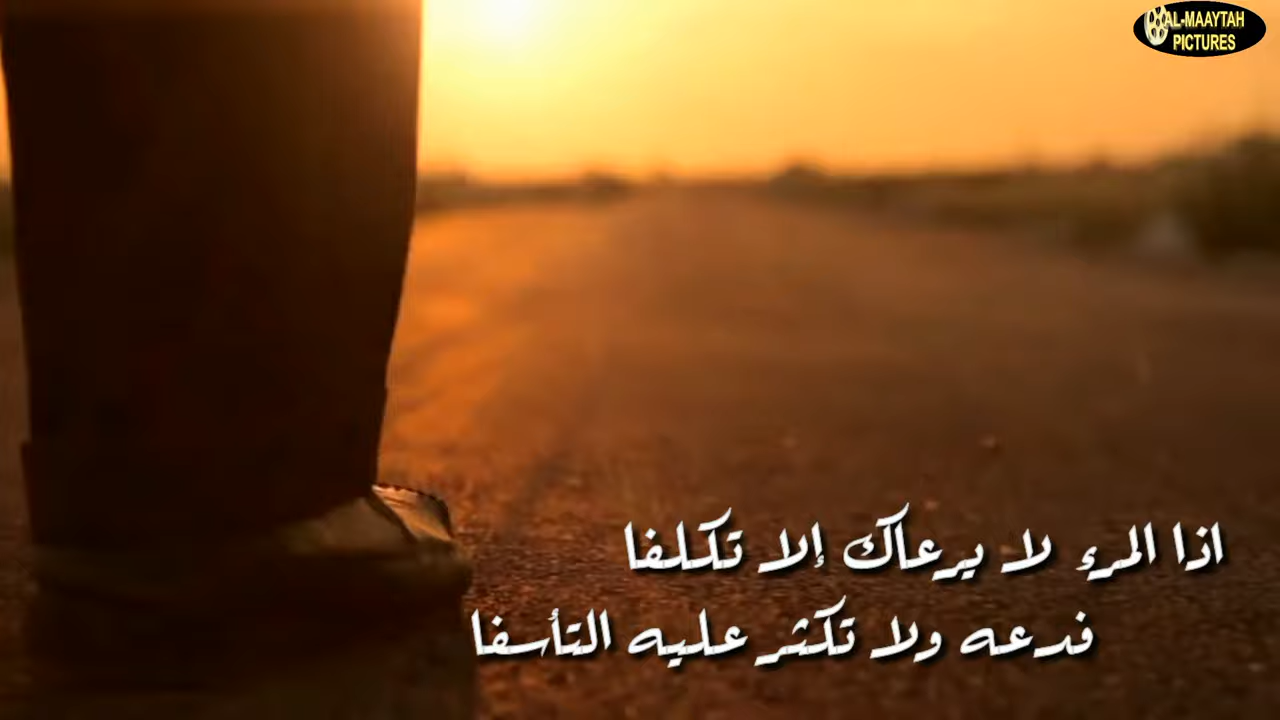 AL-MAAYTAH
PICTURES
اذا المرء لا يرعاك إلا تكلفا
فدعه ولا تكثر عليه التأسفا